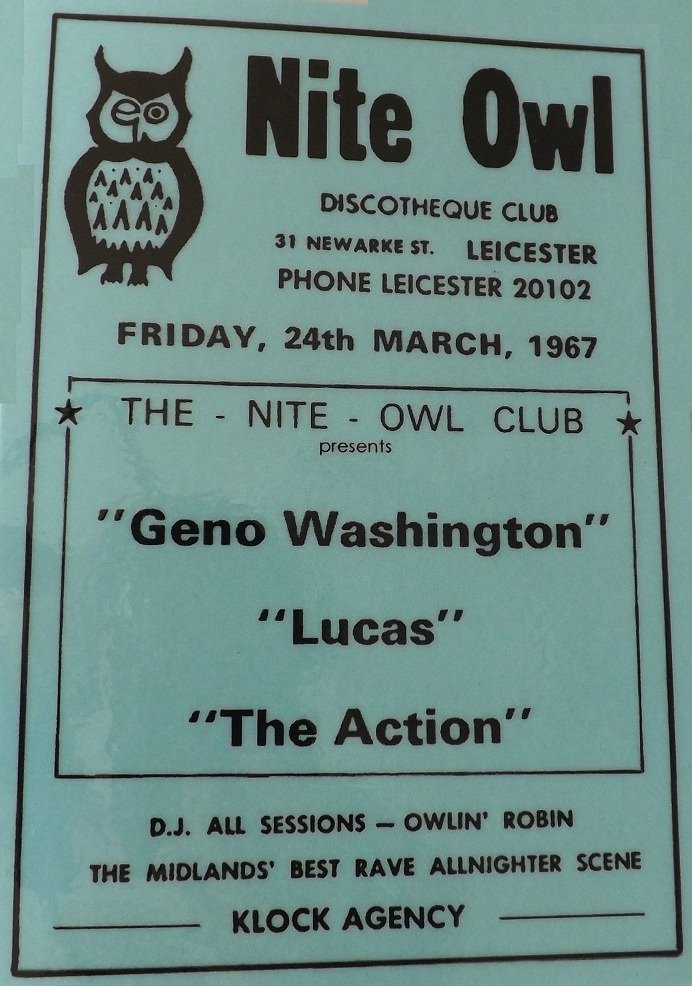 Nite Owl
DISCOTHEQUE CLUB
31 NEWARKE ST. LEICESTER
PHONE LEICESTER 20102
FRIDAY, 24th MARCH, 1967
THE - NITE - OWL CLUB
presents
"Geno Washington"
"Lucas"
"The Action"
D.J. ALL SESSIONS — OWLIN' ROBIN
THE MIDLANDS' BEST RAVE ALLNIGHTER SCENE
KLOCK AGENCY